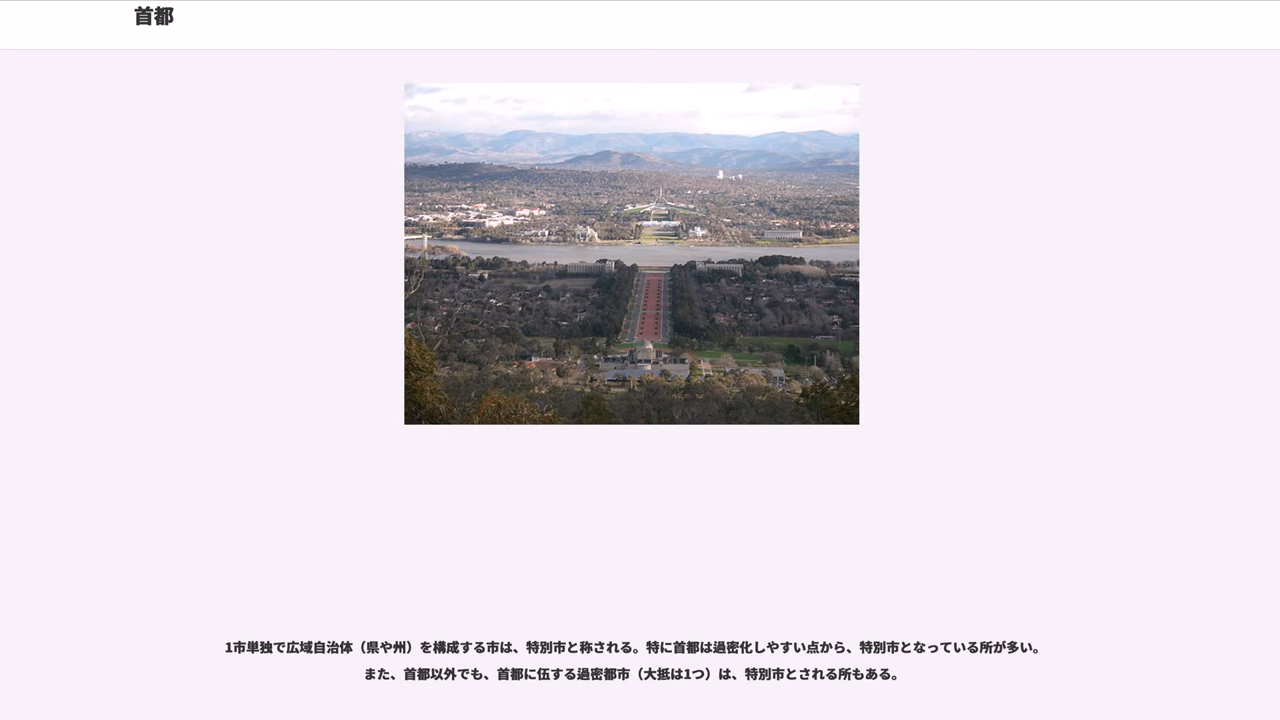 首都
1市単独で広域自治体（県や州）を構成する市は、特別市と称される。特に首都は過密化しやすい点から、特別市となっている所が多い。
また、首都以外でも、首都に伍する過密都市（大抵は1つ）は、特別市とされる所もある。